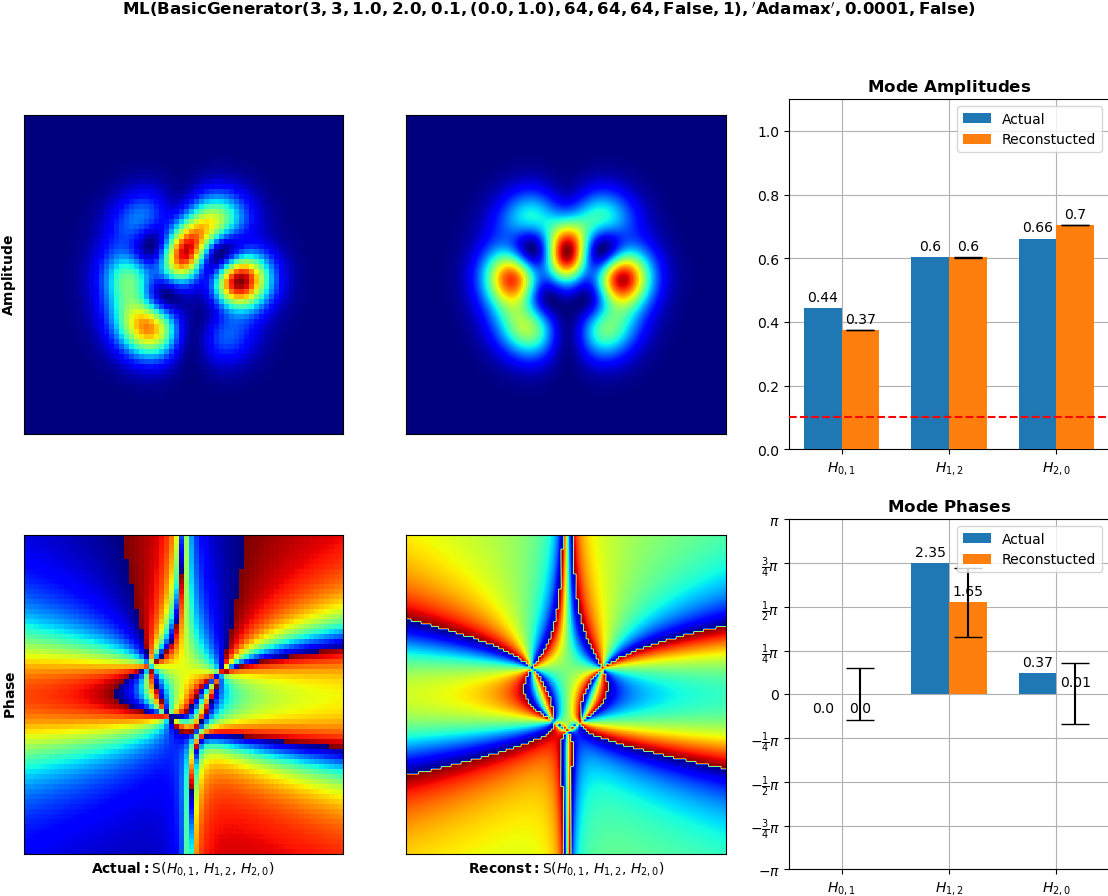 ML(BasicGenerator(3, 3, 1.0, 2.0, 0.1, (0.0, 1.0), 64, 64, 64, False, 1), ′Adamax′, 0.0001, False)
Amplitude
Mode Amplitudes
Actual
Reconstucted
1.0
0.8
0.6
0.4
0.2
0.0
0.44
0.37
0.6
0.6
0.66
0.7
H0,1
H1,2
H2,0
Phase
Actual: S(H0,1, H1,2, H2,0)
Reconst: S(H0,1, H1,2, H2,0)
Mode Phases
Actual
Reconstucted
π
3/4π
1/2π
1/4π
0
−1/4π
−1/2π
−3/4π
−π
0.0
0.0
2.35
1.65
0.37
0.01
H0,1
H1,2
H2,0